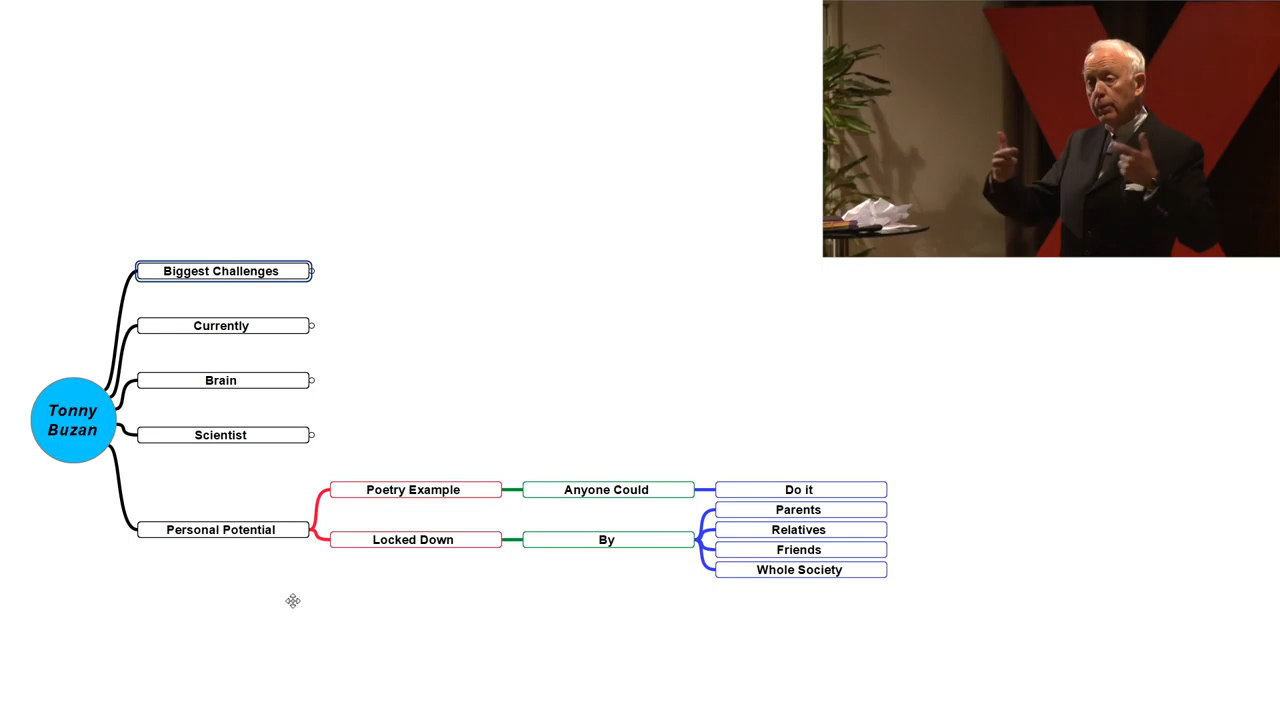 Biggest Challenges
Currently
Brain
Tonny
Buzan
Scientist
Personal Potential
Poetry Example
Anyone Could
Do it
Locked Down
By
Parents
Relatives
Friends
Whole Society